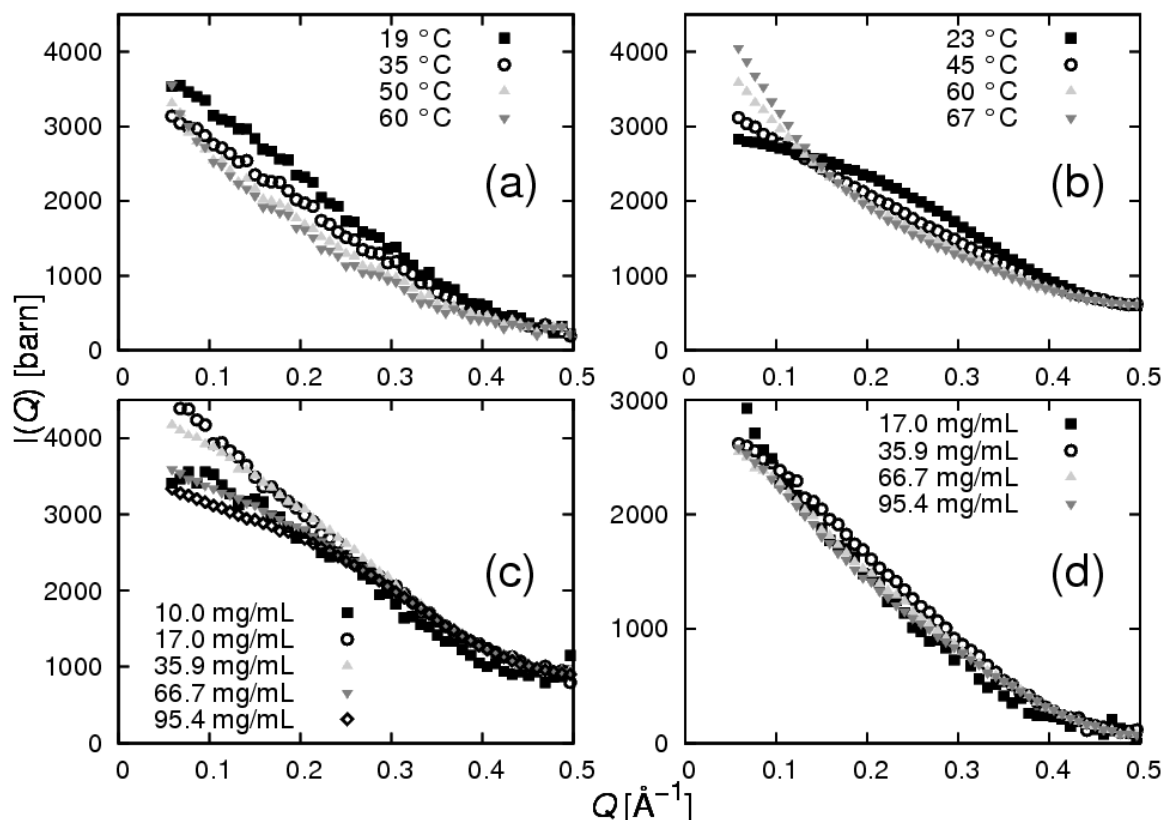 4000
3000
2000
1000
0
0
0.1
0.2
0.3
0.4
0.5
19 °C
35 °C
50 °C
60 °C
(a)
4000
3000
2000
1000
0
0
0.1
0.2
0.3
0.4
0.5
23 °C
45 °C
60 °C
67 °C
(b)
I(Q) [barn]
4000
3000
2000
1000
0
0
0.1
0.2
0.3
0.4
0.5
(c)
10.0 mg/mL
17.0 mg/mL
35.9 mg/mL
66.7 mg/mL
95.4 mg/mL
3000
2000
1000
0
0
0.1
0.2
0.3
0.4
0.5
17.0 mg/mL
35.9 mg/mL
66.7 mg/mL
95.4 mg/mL
(d)
Q [Å⁻¹]